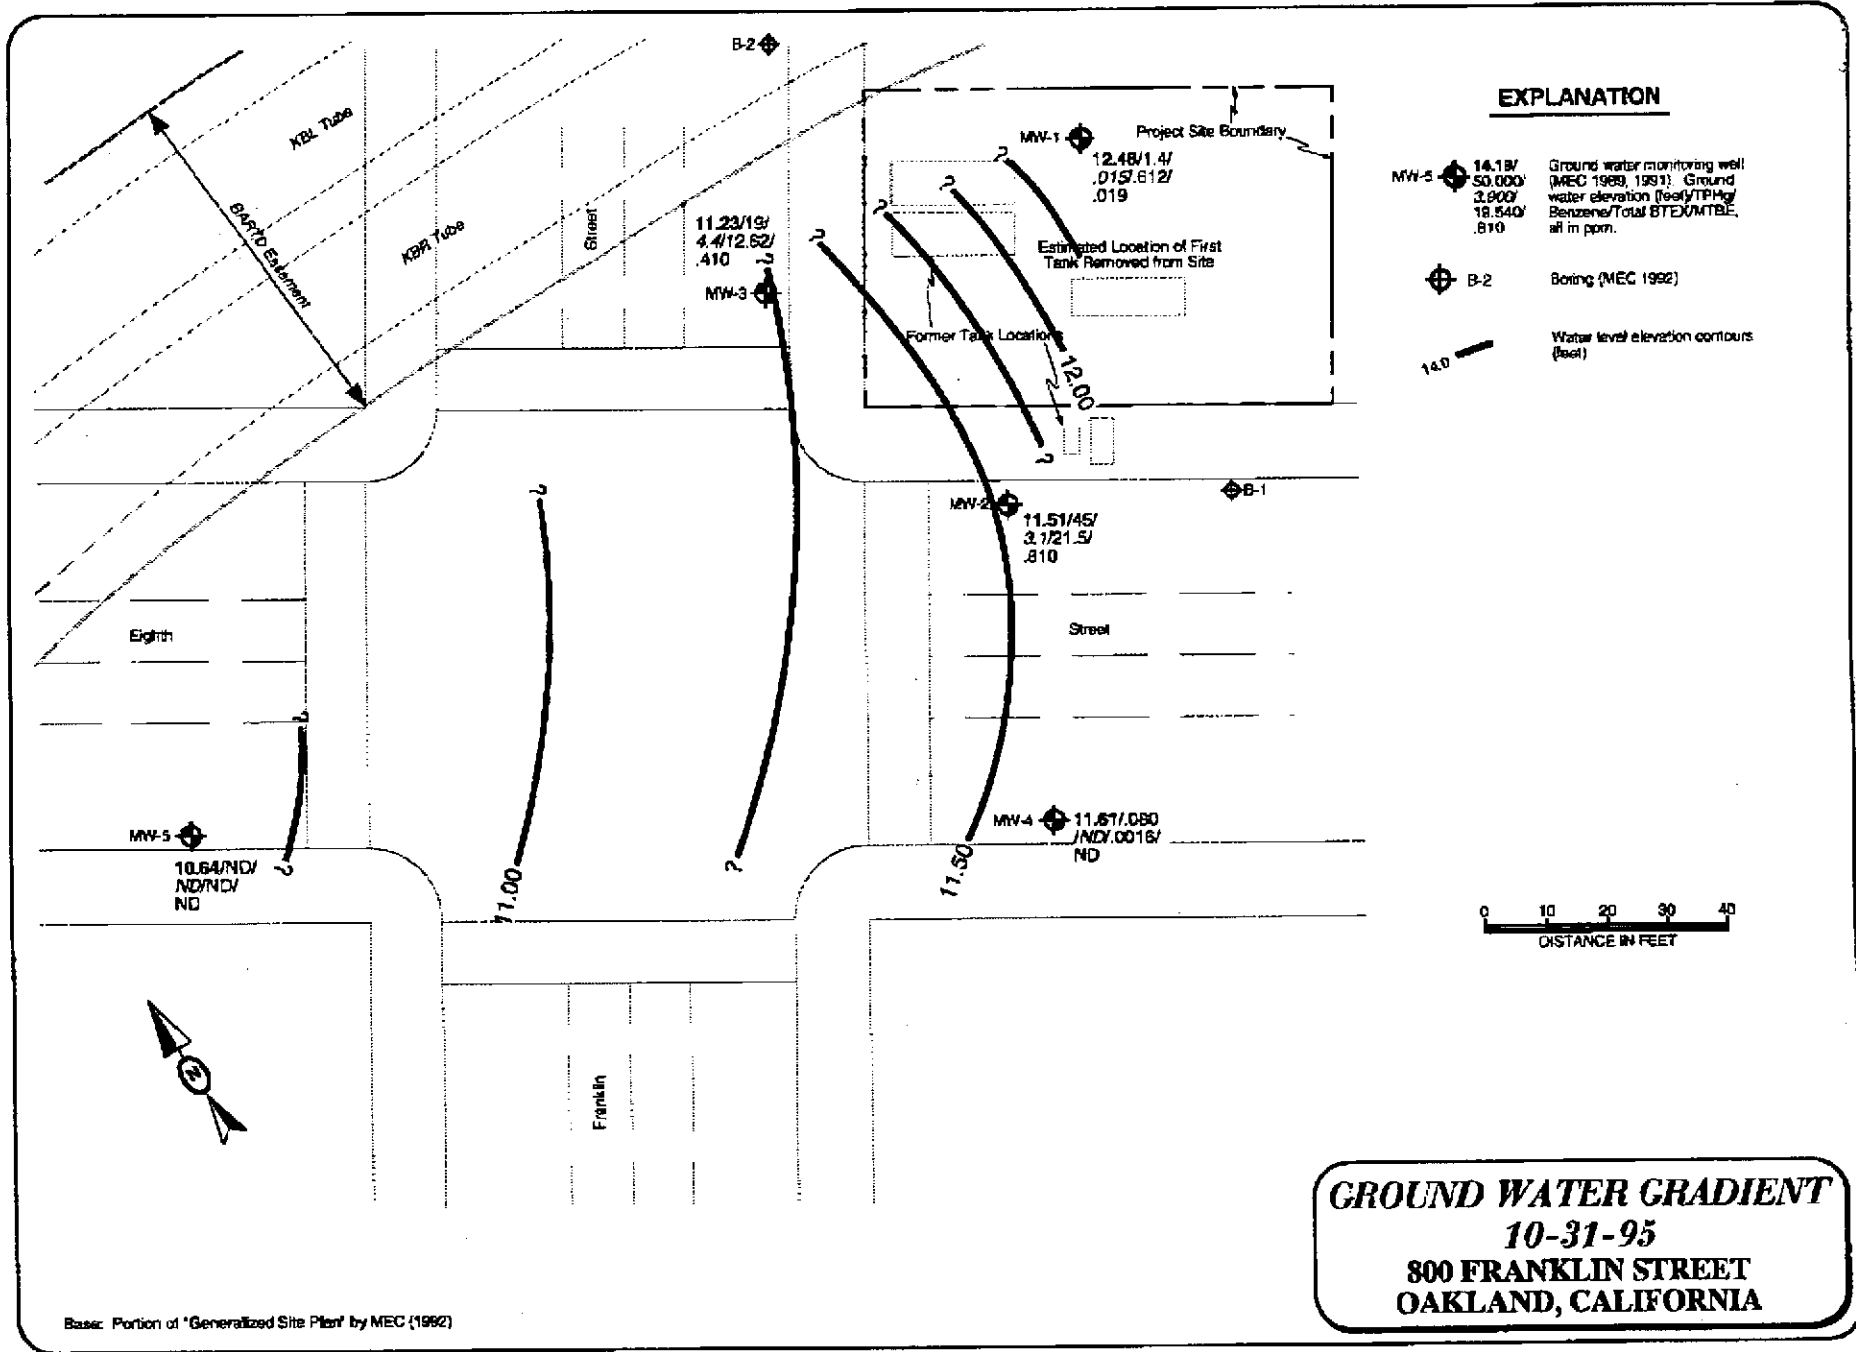 B-2
KBL Tube
KBR Tube
BARTD Easement
Street
11.23/19/
4.4/12.62/
.410
?
MW-3
MW-1
12.48/1.4/
.015/.612/
.019
Project Site Boundary
?
?
?
?
Estimated Location of First
Tank Removed from Site
Former Tank Locations
12.00
?
MW-2
11.51/45/
3.1/21.5/
.810
B-1
?
Eighth
Street
?
MW-5
10.64/ND/
ND/ND/
ND
?
11.00
?
11.50
MW-4
11.61/.080
/ND/.0016/
ND
Franklin
N
EXPLANATION
MW-5
14.19/
50.000/
3.900/
19.540/
.810
Ground water monitoring well
(MEC 1989, 1991). Ground
water elevation (feet)/TPHg/
Benzene/Total BTEX/MTBE,
all in ppm.
B-2
Boring (MEC 1992)
14.0
Water level elevation contours
(feet)
0 10 20 30 40
DISTANCE IN FEET
GROUND WATER GRADIENT
10-31-95
800 FRANKLIN STREET
OAKLAND, CALIFORNIA
Base: Portion of "Generalized Site Plan" by MEC (1992)